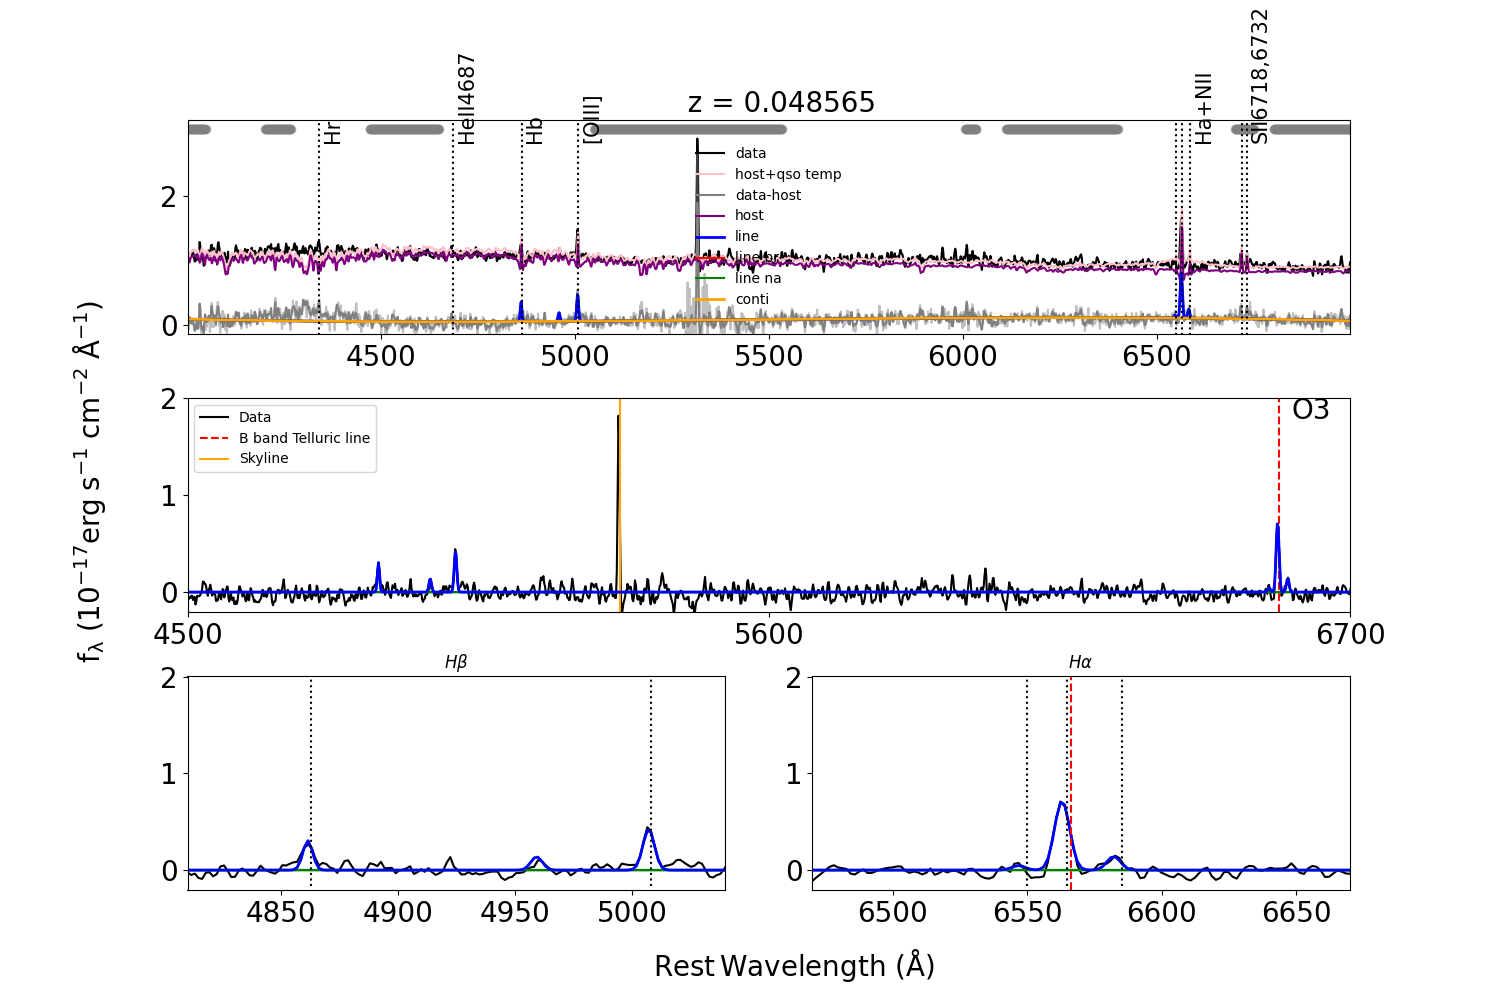 z = 0.048565
Hr
HeII4687
Hb
[OIII]
Ha+NII
SII6718,6732
data
host+qso temp
data-host
host
line
line br
line na
conti
2
0
4500 5000 5500 6000 6500
Data
B band Telluric line
Skyline
O3
2
1
0
4500 5600 6700
fλ (10⁻¹⁷erg s⁻¹ cm⁻² Å⁻¹)
Hβ
2
1
0
4850 4900 4950 5000
Hα
2
1
0
6500 6550 6600 6650
Rest Wavelength (Å)